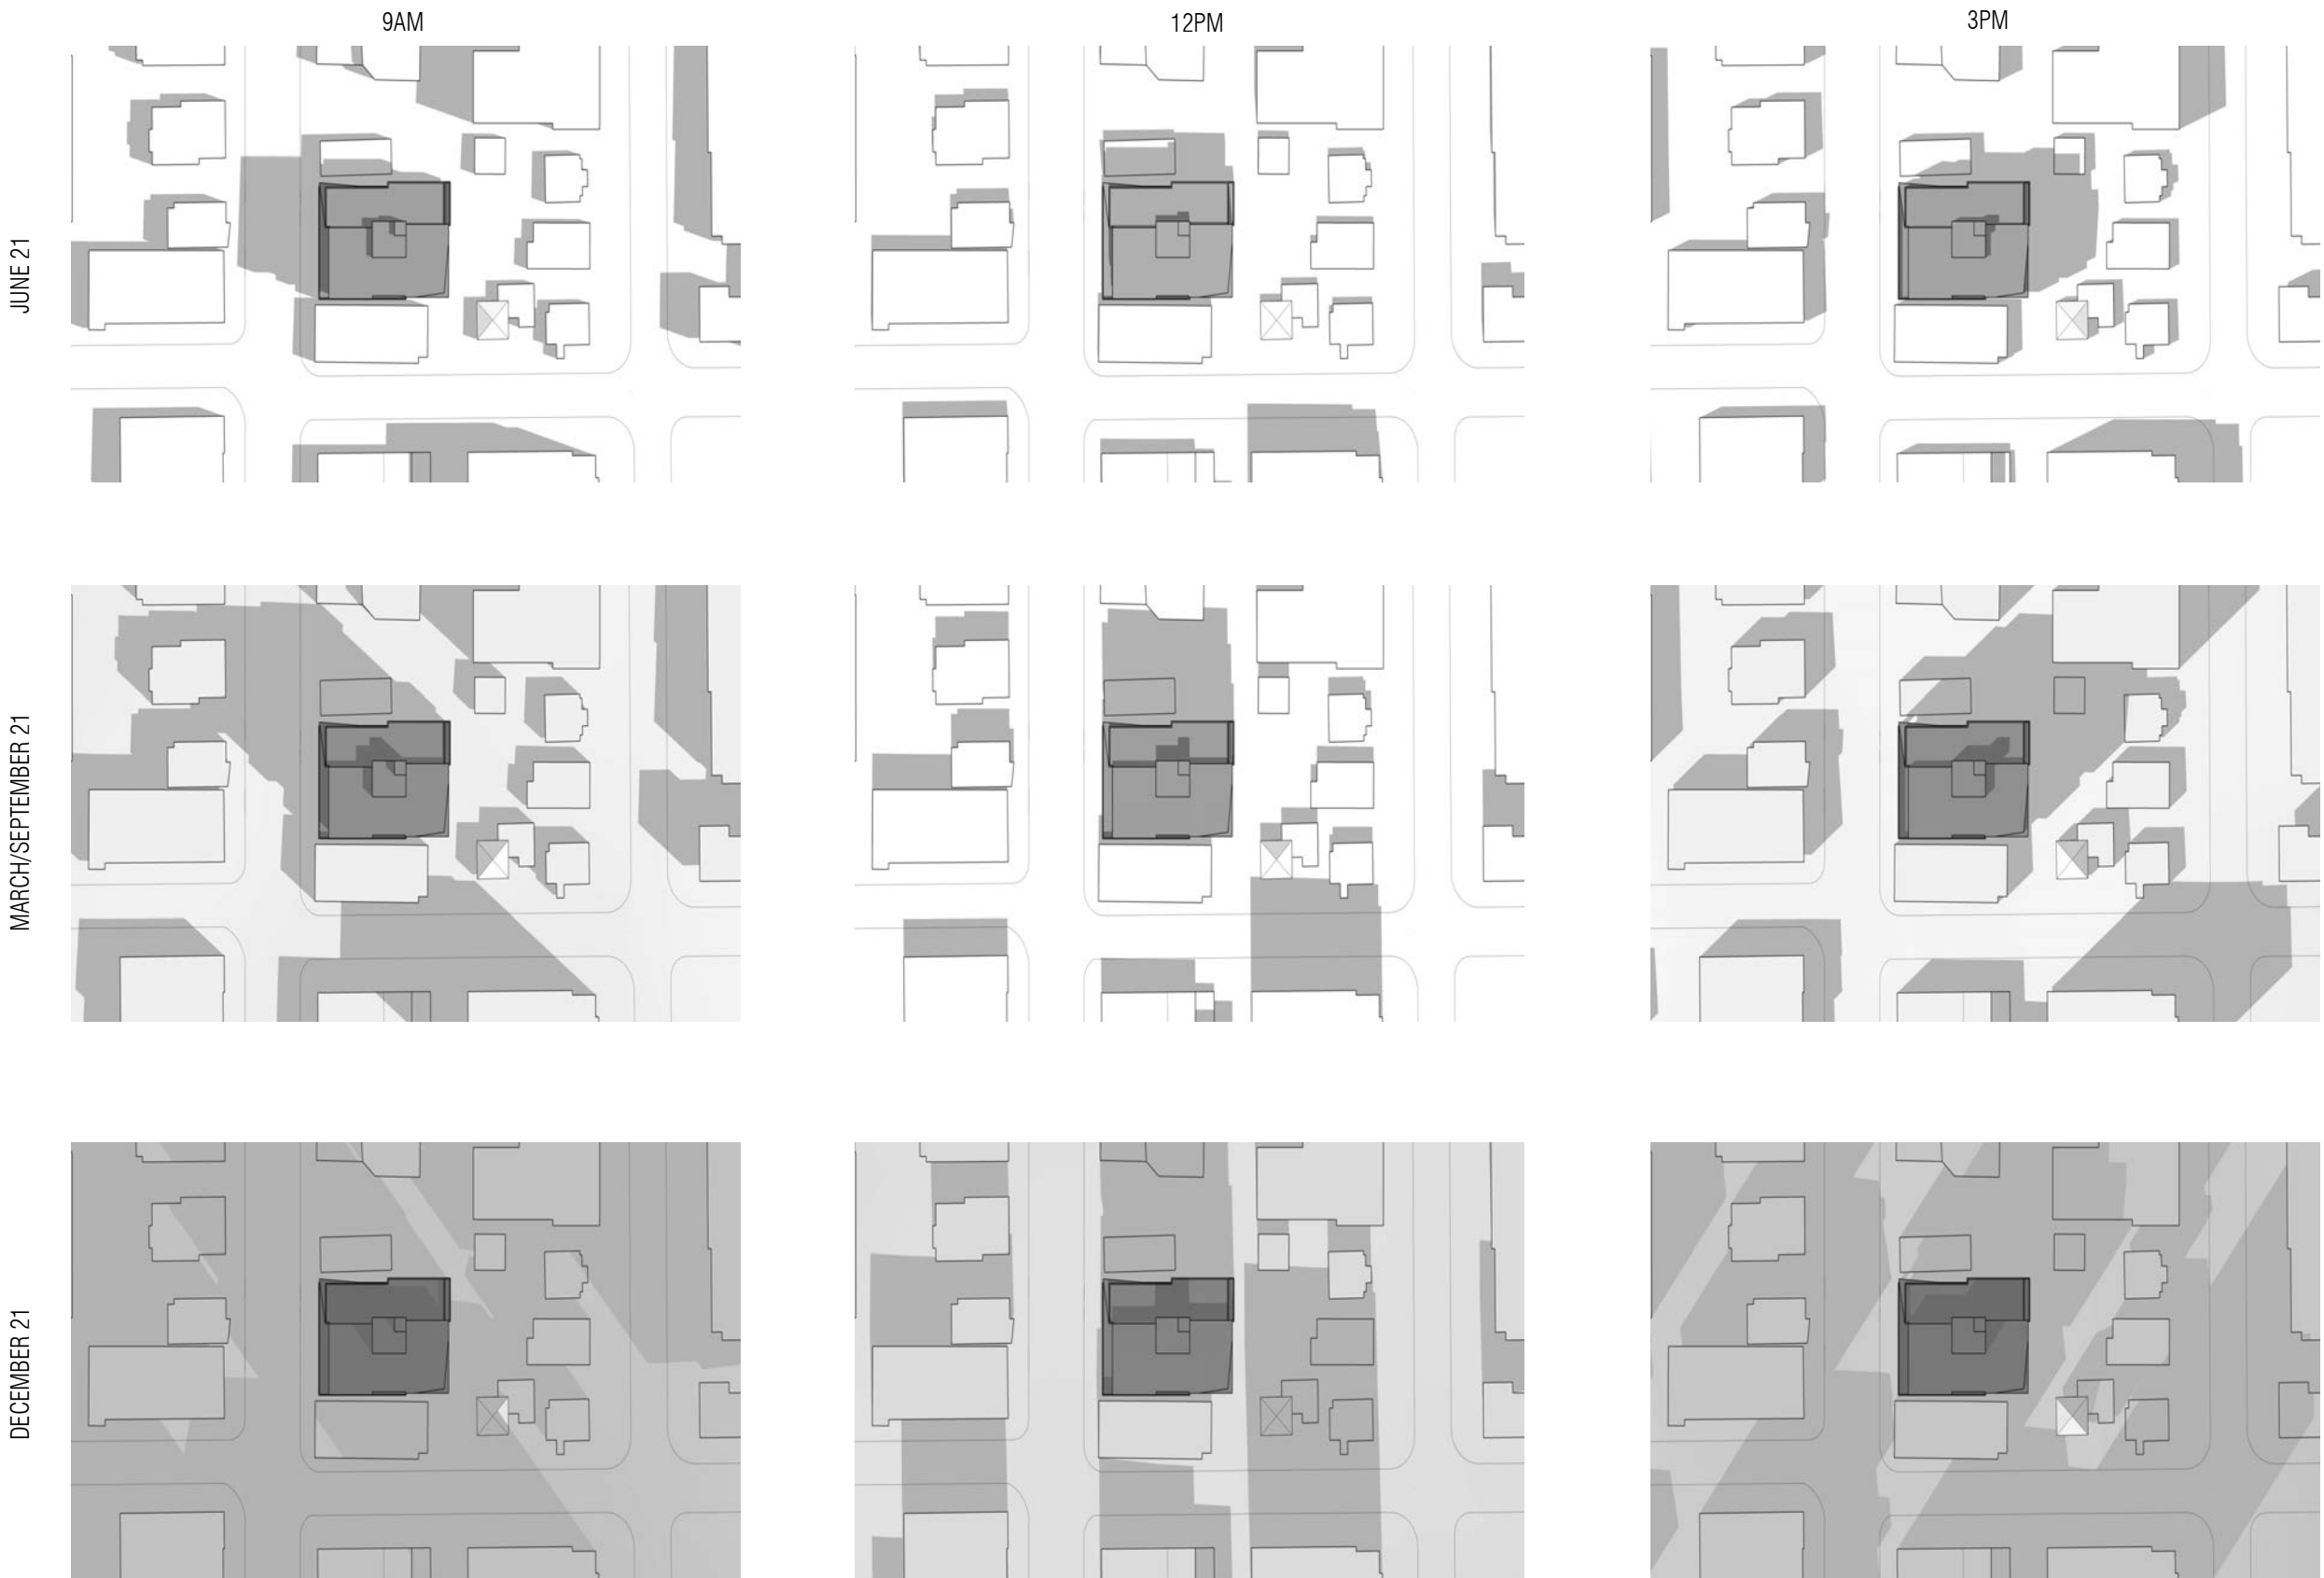 9AM
12PM
3PM
JUNE 21
MARCH/SEPTEMBER 21
DECEMBER 21